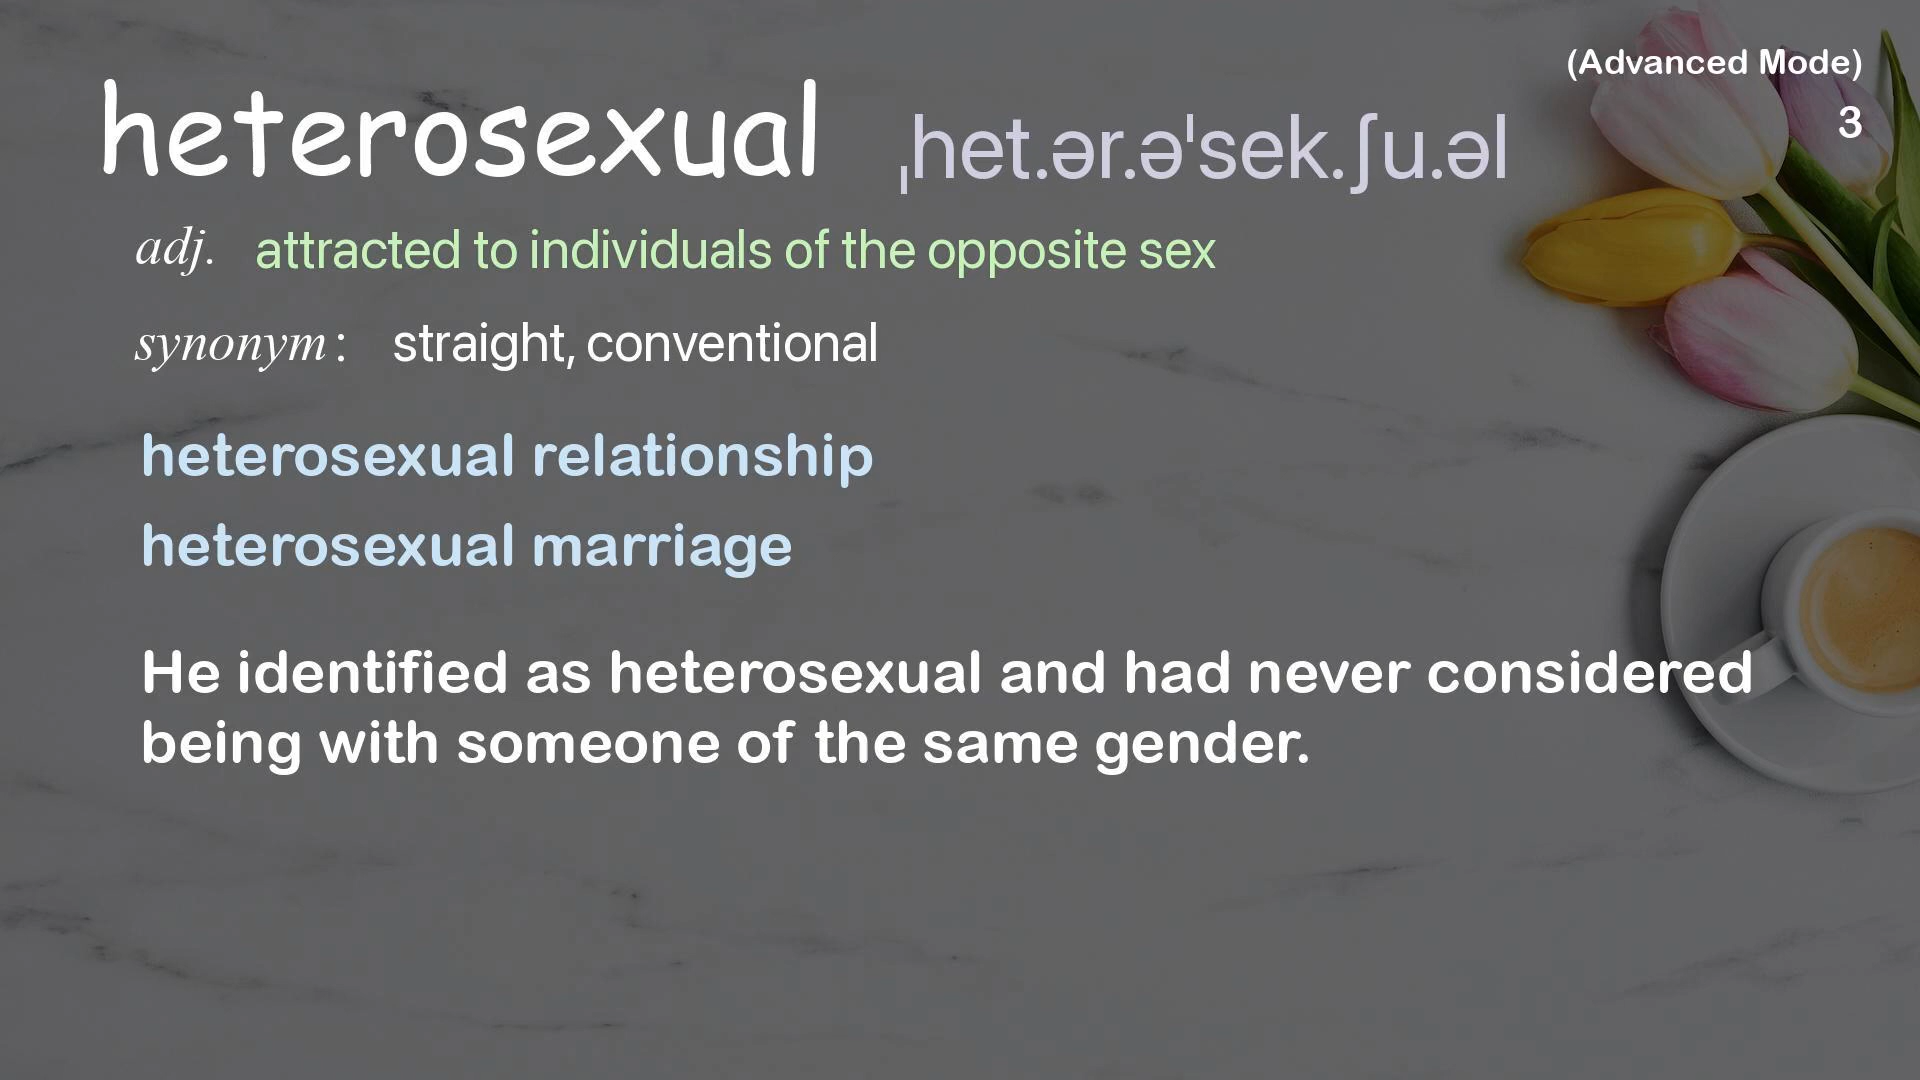 (Advanced Mode)
3
heterosexual ˌhet.ər.əˈsek.ʃu.əl
adj. attracted to individuals of the opposite sex
synonym: straight, conventional
heterosexual relationship
heterosexual marriage
He identified as heterosexual and had never considered
being with someone of the same gender.